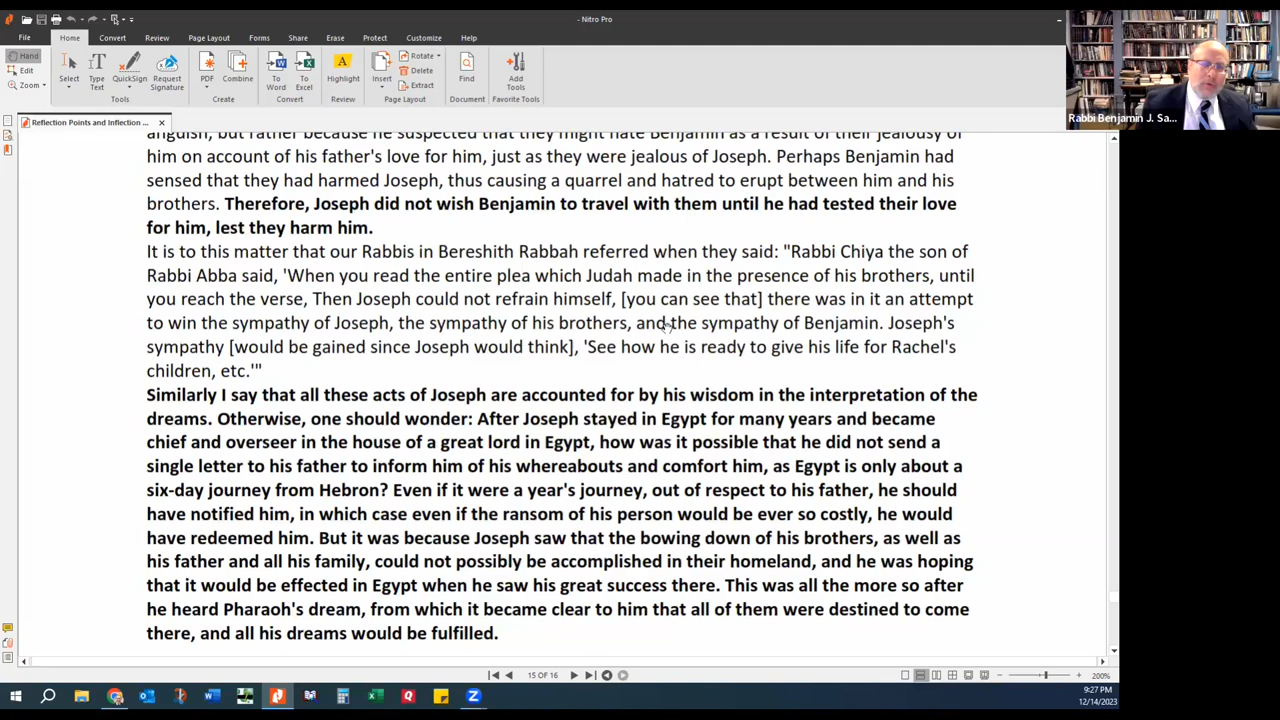 - Nitro Pro
File Home Convert Review Page Layout Forms Share Erase Protect Customize Help
Hand
Edit
Zoom
Select
Type Text
QuickSign
Request Signature
Tools
PDF
Combine
Create
To Word
To Excel
Convert
Highlight
Review
Insert
Rotate
Delete
Extract
Page Layout
Find
Document
Add Tools
Favorite Tools
Rabbi Benjamin J. Sa...
Reflection Points and Inflection ...
anguish, but rather because he suspected that they might hate Benjamin as a result of their jealousy of
him on account of his father's love for him, just as they were jealous of Joseph. Perhaps Benjamin had
sensed that they had harmed Joseph, thus causing a quarrel and hatred to erupt between him and his
brothers. Therefore, Joseph did not wish Benjamin to travel with them until he had tested their love
for him, lest they harm him.
It is to this matter that our Rabbis in Bereshith Rabbah referred when they said: "Rabbi Chiya the son of
Rabbi Abba said, 'When you read the entire plea which Judah made in the presence of his brothers, until
you reach the verse, Then Joseph could not refrain himself, [you can see that] there was in it an attempt
to win the sympathy of Joseph, the sympathy of his brothers, and the sympathy of Benjamin. Joseph's
sympathy [would be gained since Joseph would think], 'See how he is ready to give his life for Rachel's
children, etc.'"
Similarly I say that all these acts of Joseph are accounted for by his wisdom in the interpretation of the
dreams. Otherwise, one should wonder: After Joseph stayed in Egypt for many years and became
chief and overseer in the house of a great lord in Egypt, how was it possible that he did not send a
single letter to his father to inform him of his whereabouts and comfort him, as Egypt is only about a
six-day journey from Hebron? Even if it were a year's journey, out of respect to his father, he should
have notified him, in which case even if the ransom of his person would be ever so costly, he would
have redeemed him. But it was because Joseph saw that the bowing down of his brothers, as well as
his father and all his family, could not possibly be accomplished in their homeland, and he was hoping
that it would be effected in Egypt when he saw his great success there. This was all the more so after
he heard Pharaoh's dream, from which it became clear to him that all of them were destined to come
there, and all his dreams would be fulfilled.
15 OF 16
200%
9:27 PM
12/14/2023